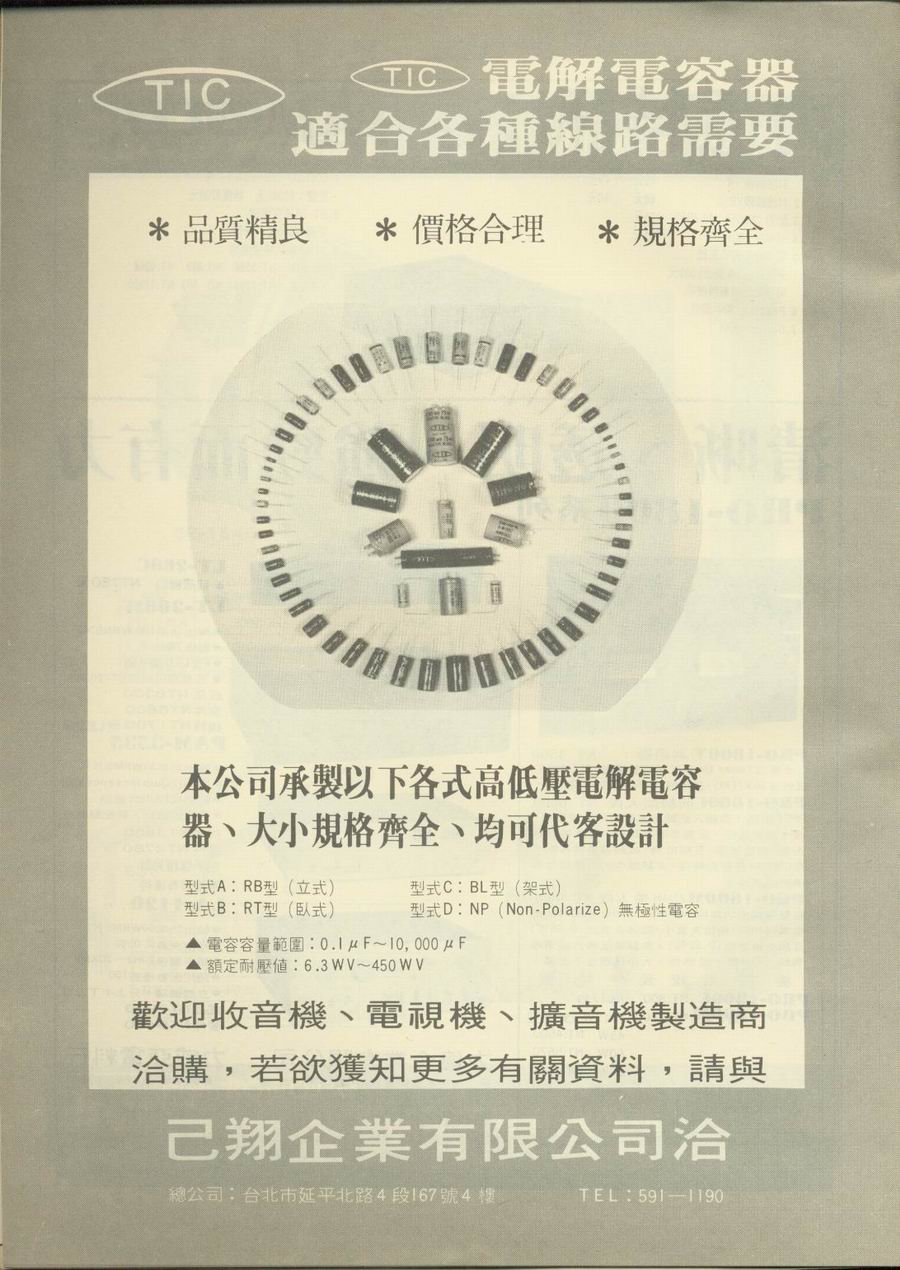 TIC
TIC 電解電容器
適合各種線路需要
＊品質精良 ＊價格合理 ＊規格齊全
本公司承製以下各式高低壓電解電容
器、大小規格齊全、均可代客設計
型式A：RB型（立式） 型式C：BL型（架式）
型式B：RT型（臥式） 型式D：NP（Non-Polarize）無極性電容
▲電容容量範圍：0.1μF～10,000μF
▲額定耐壓值：6.3WV～450WV
歡迎收音機、電視機、擴音機製造商
洽購，若欲獲知更多有關資料，請與
己翔企業有限公司洽
總公司：台北市延平北路4段167號4樓 TEL：591—1190